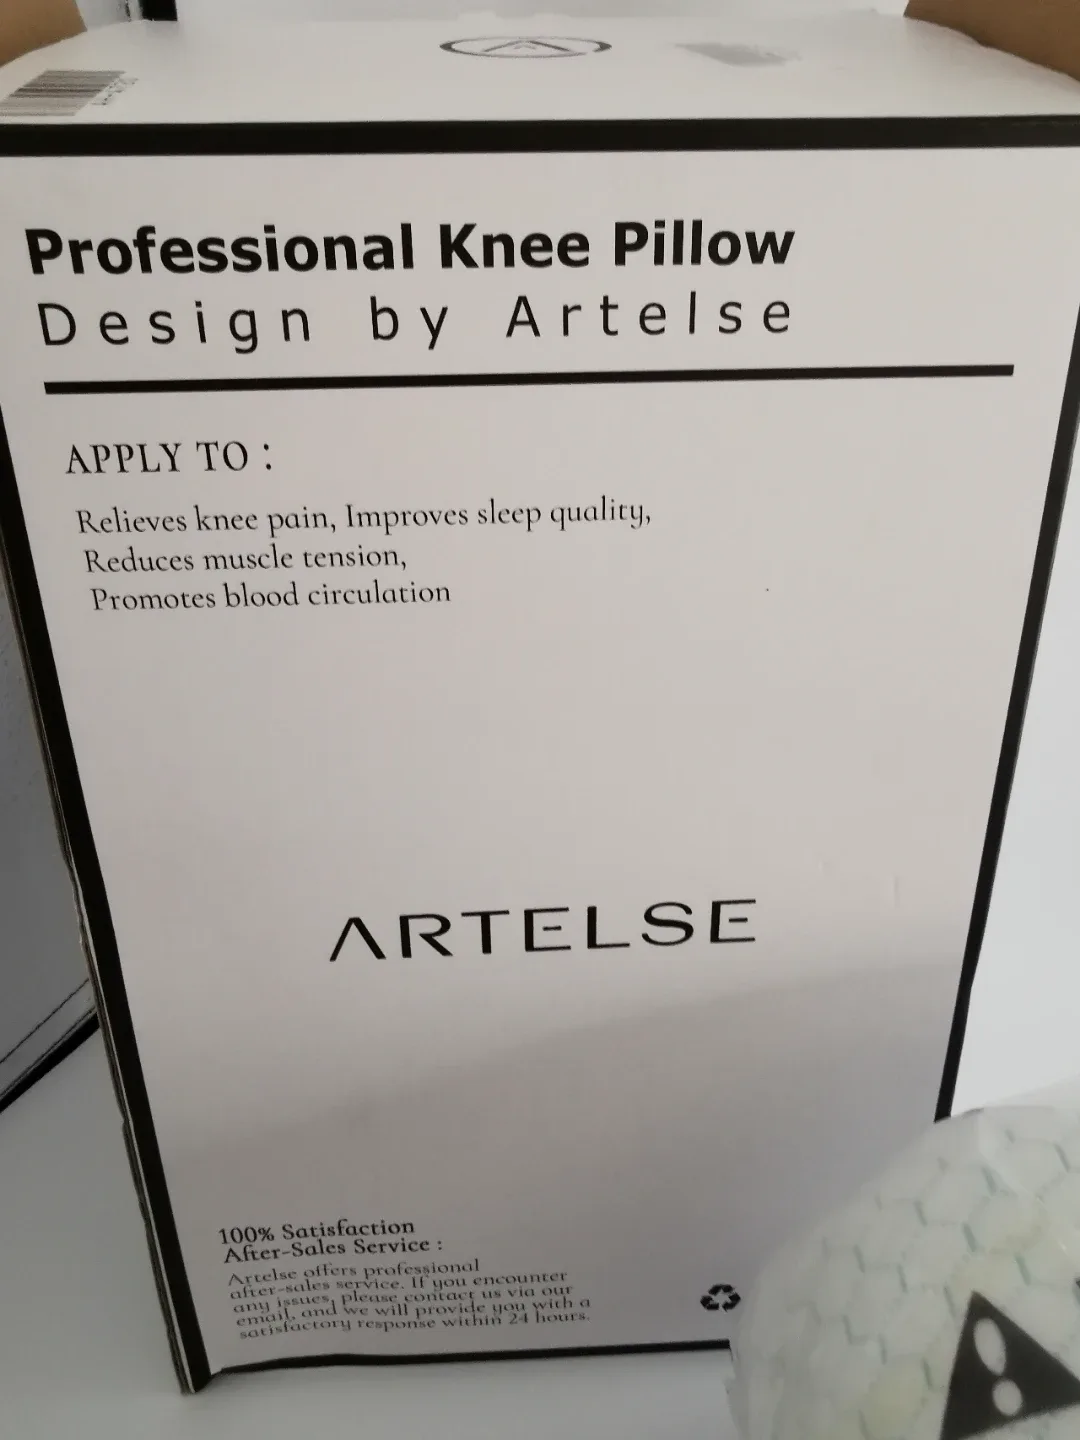 Professional Knee Pillow
Design by Artelse
APPLY TO :
Relieves knee pain, Improves sleep quality,
Reduces muscle tension,
Promotes blood circulation
ARTELSE
100% Satisfaction
After-Sales Service :
Artelse offers professional
after-sales service. If you encounter
any issues, please contact us via our
email, and we will provide you with a
satisfactory response within 24 hours.